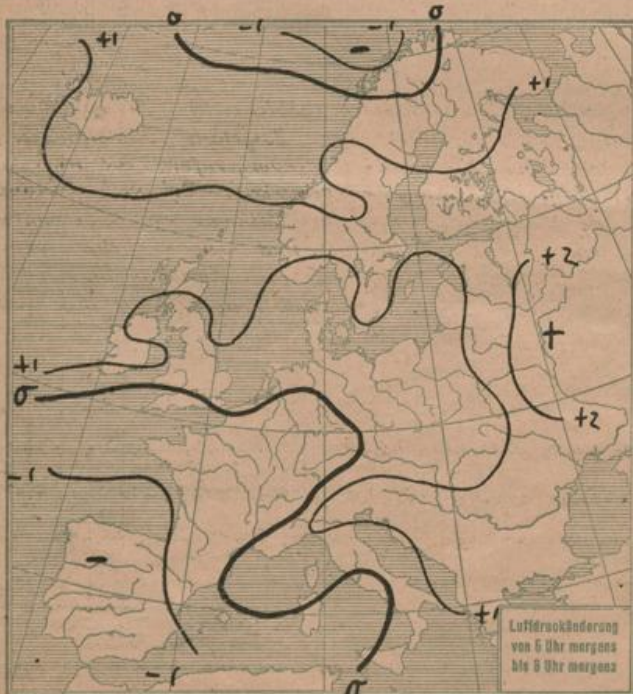 σ -1 -1 σ
+1
+1
+2
+
+1
σ
+2
-1
-
+1
Luftdruckänderung
von 5 Uhr morgens
bis 8 Uhr morgens
-1
σ